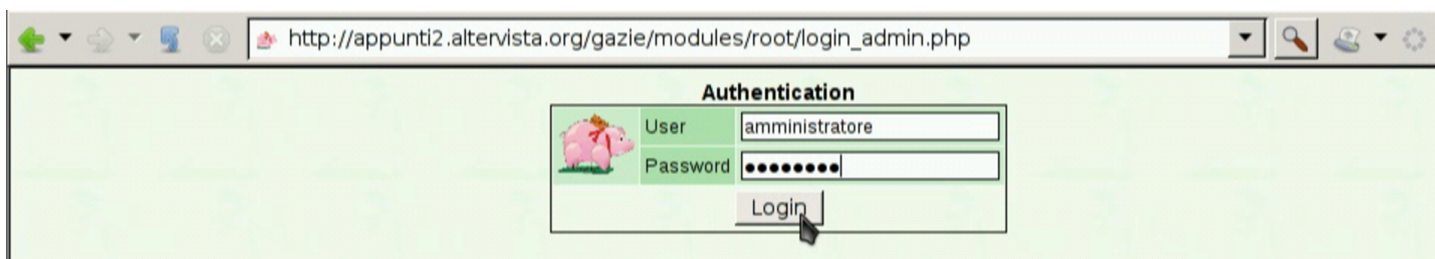 http://appunti2.altervista.org/gazie/modules/root/login_admin.php
Authentication
User amministratore
Password ●●●●●●●●
Login